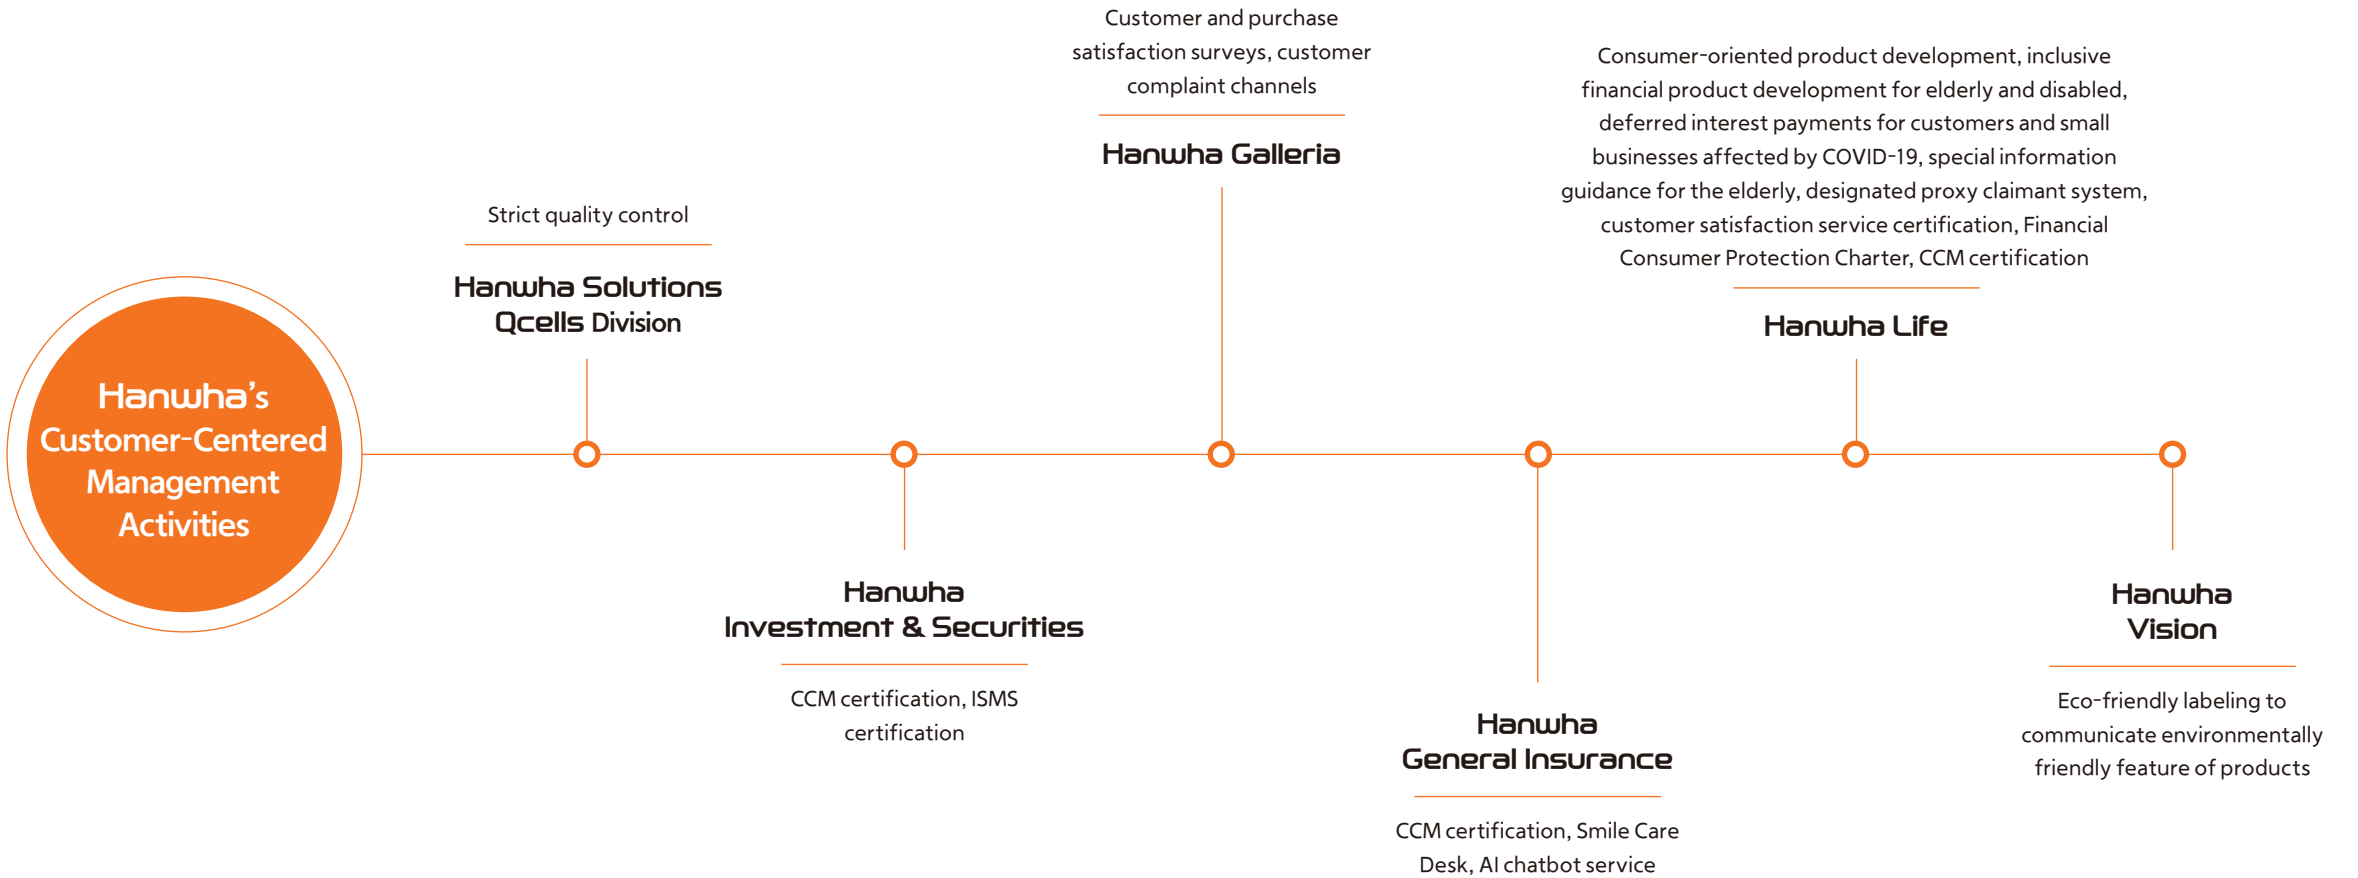 Hanwha's
Customer-Centered
Management
Activities
Strict quality control
Hanwha Solutions
Qcells Division
Hanwha
Investment & Securities
CCM certification, ISMS
certification
Customer and purchase
satisfaction surveys, customer
complaint channels
Hanwha Galleria
Hanwha
General Insurance
CCM certification, Smile Care
Desk, AI chatbot service
Consumer-oriented product development, inclusive
financial product development for elderly and disabled,
deferred interest payments for customers and small
businesses affected by COVID-19, special information
guidance for the elderly, designated proxy claimant system,
customer satisfaction service certification, Financial
Consumer Protection Charter, CCM certification
Hanwha Life
Hanwha
Vision
Eco-friendly labeling to
communicate environmentally
friendly feature of products